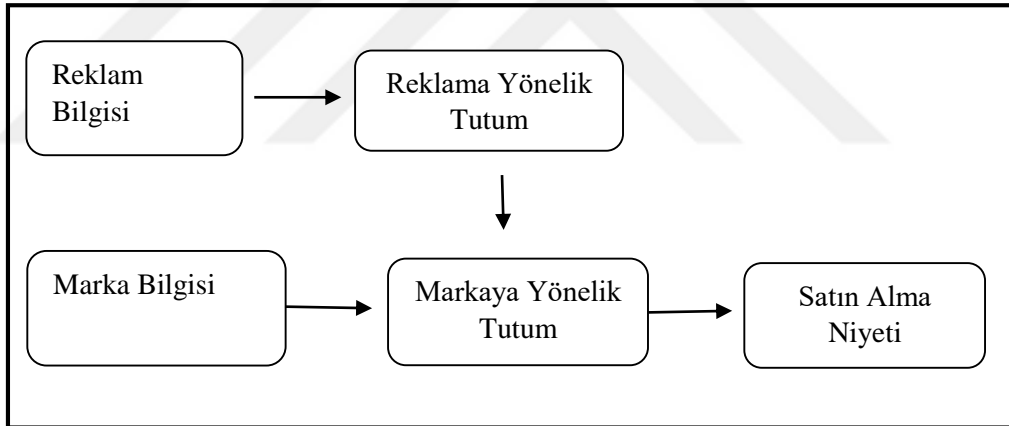 Reklam
Bilgisi
Reklama Yönelik
Tutum
Marka Bilgisi
Markaya Yönelik
Tutum
Satın Alma
Niyeti